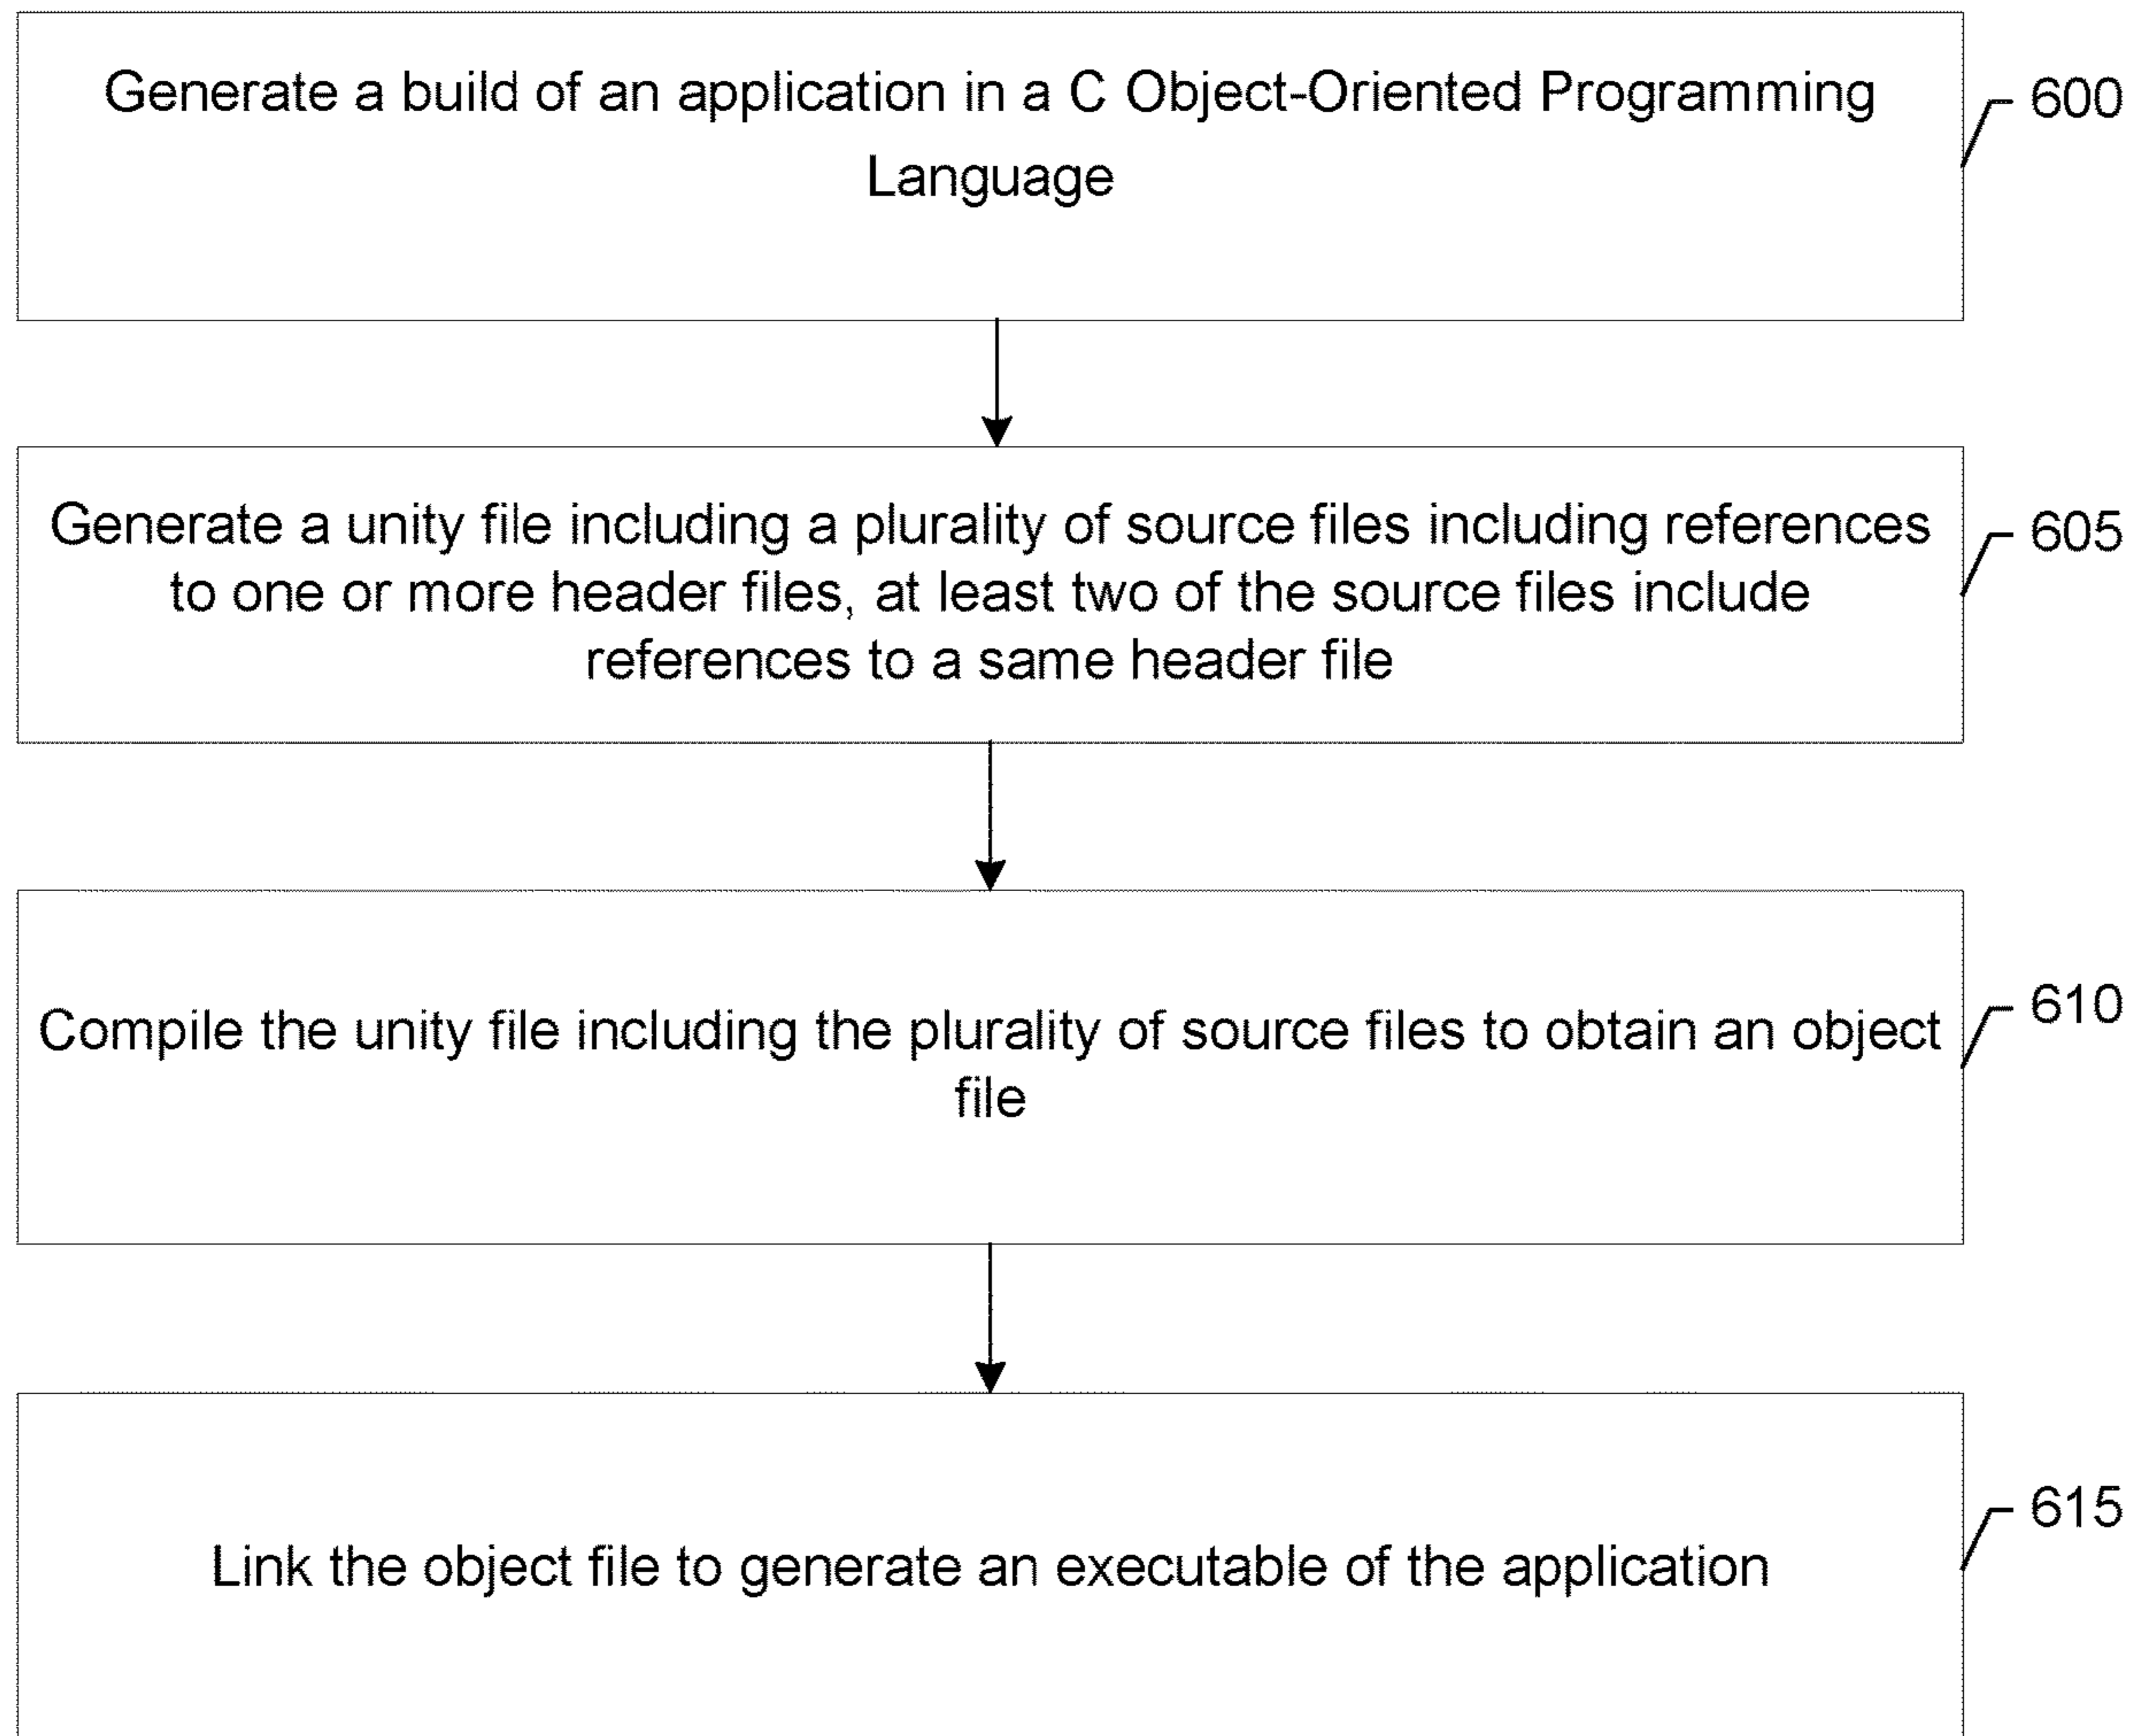 Generate a build of an application in a C Object-Oriented Programming
Language
600
Generate a unity file including a plurality of source files including references
to one or more header files, at least two of the source files include
references to a same header file
605
Compile the unity file including the plurality of source files to obtain an object
file
610
Link the object file to generate an executable of the application
615